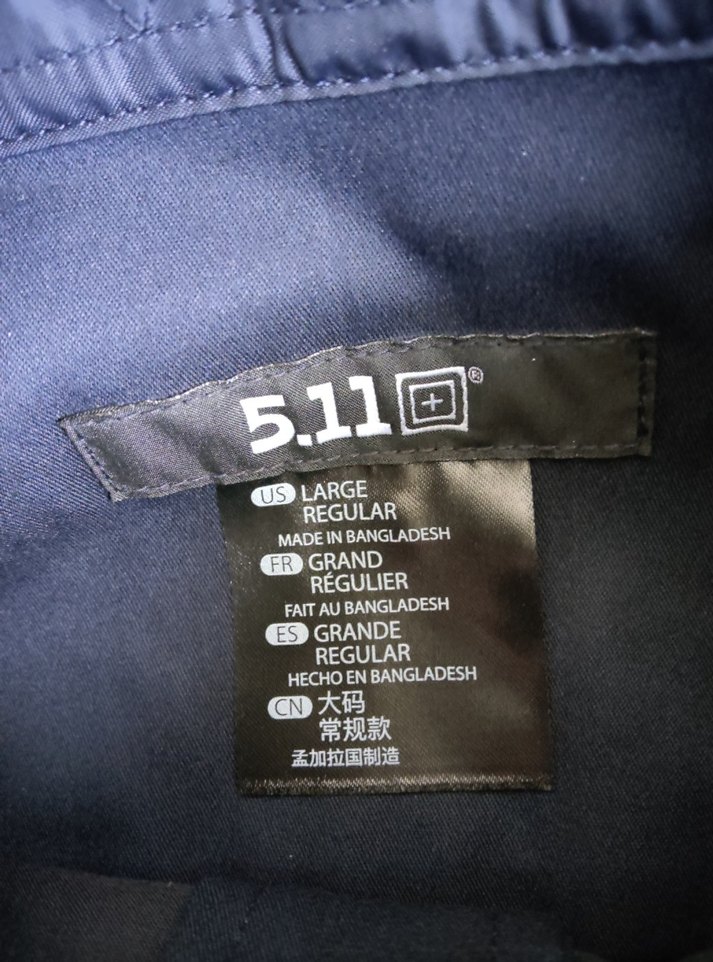 5.11®
US LARGE
REGULAR
MADE IN BANGLADESH
FR GRAND
RÉGULIER
FAIT AU BANGLADESH
ES GRANDE
REGULAR
HECHO EN BANGLADESH
CN 大码
常规款
孟加拉国制造